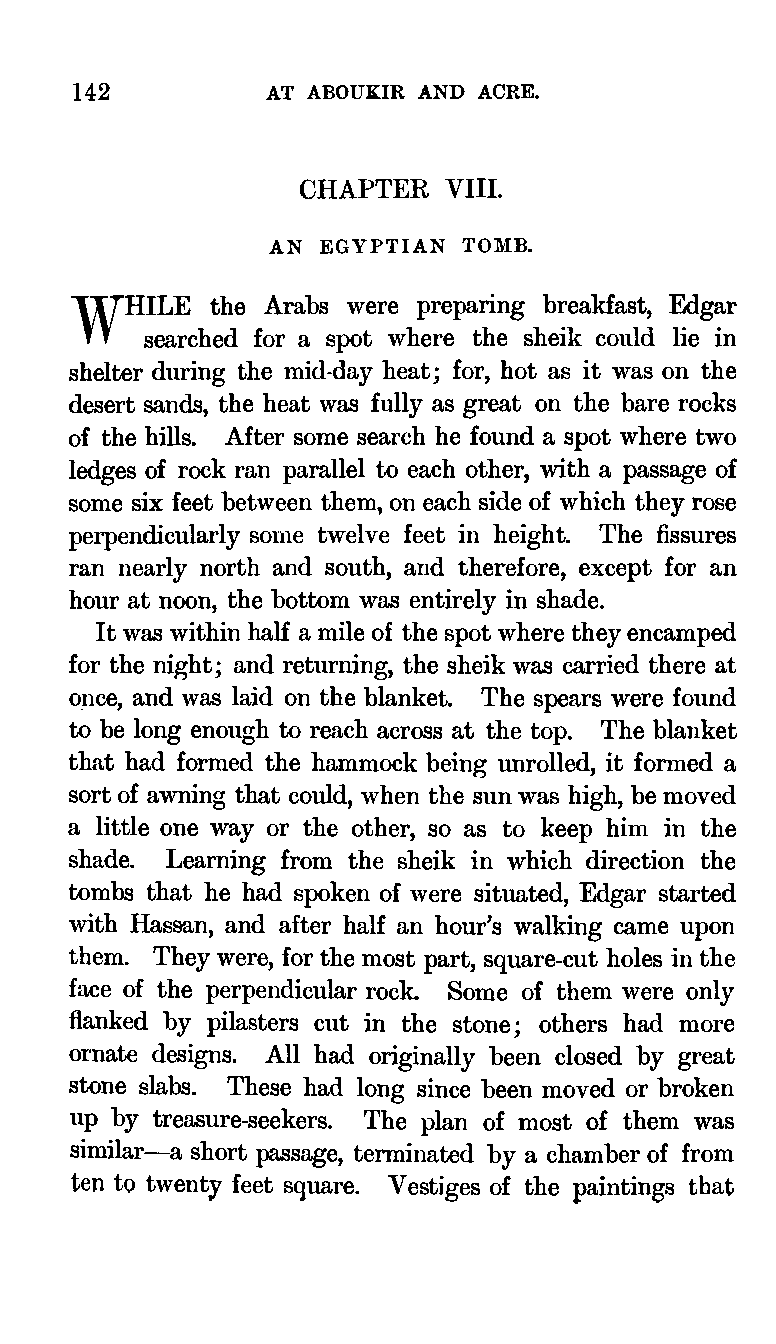 142 AT ABOUKIR AND ACRE.
CHAPTER VIII.
AN EGYPTIAN TOMB.
WHILE the Arabs were preparing breakfast, Edgar
searched for a spot where the sheik could lie in
shelter during the mid-day heat; for, hot as it was on the
desert sands, the heat was fully as great on the bare rocks
of the hills. After some search he found a spot where two
ledges of rock ran parallel to each other, with a passage of
some six feet between them, on each side of which they rose
perpendicularly some twelve feet in height. The fissures
ran nearly north and south, and therefore, except for an
hour at noon, the bottom was entirely in shade.
It was within half a mile of the spot where they encamped
for the night; and returning, the sheik was carried there at
once, and was laid on the blanket. The spears were found
to be long enough to reach across at the top. The blanket
that had formed the hammock being unrolled, it formed a
sort of awning that could, when the sun was high, be moved
a little one way or the other, so as to keep him in the
shade. Learning from the sheik in which direction the
tombs that he had spoken of were situated, Edgar started
with Hassan, and after half an hour's walking came upon
them. They were, for the most part, square-cut holes in the
face of the perpendicular rock. Some of them were only
flanked by pilasters cut in the stone; others had more
ornate designs. All had originally been closed by great
stone slabs. These had long since been moved or broken
up by treasure-seekers. The plan of most of them was
similar—a short passage, terminated by a chamber of from
ten to twenty feet square. Vestiges of the paintings that